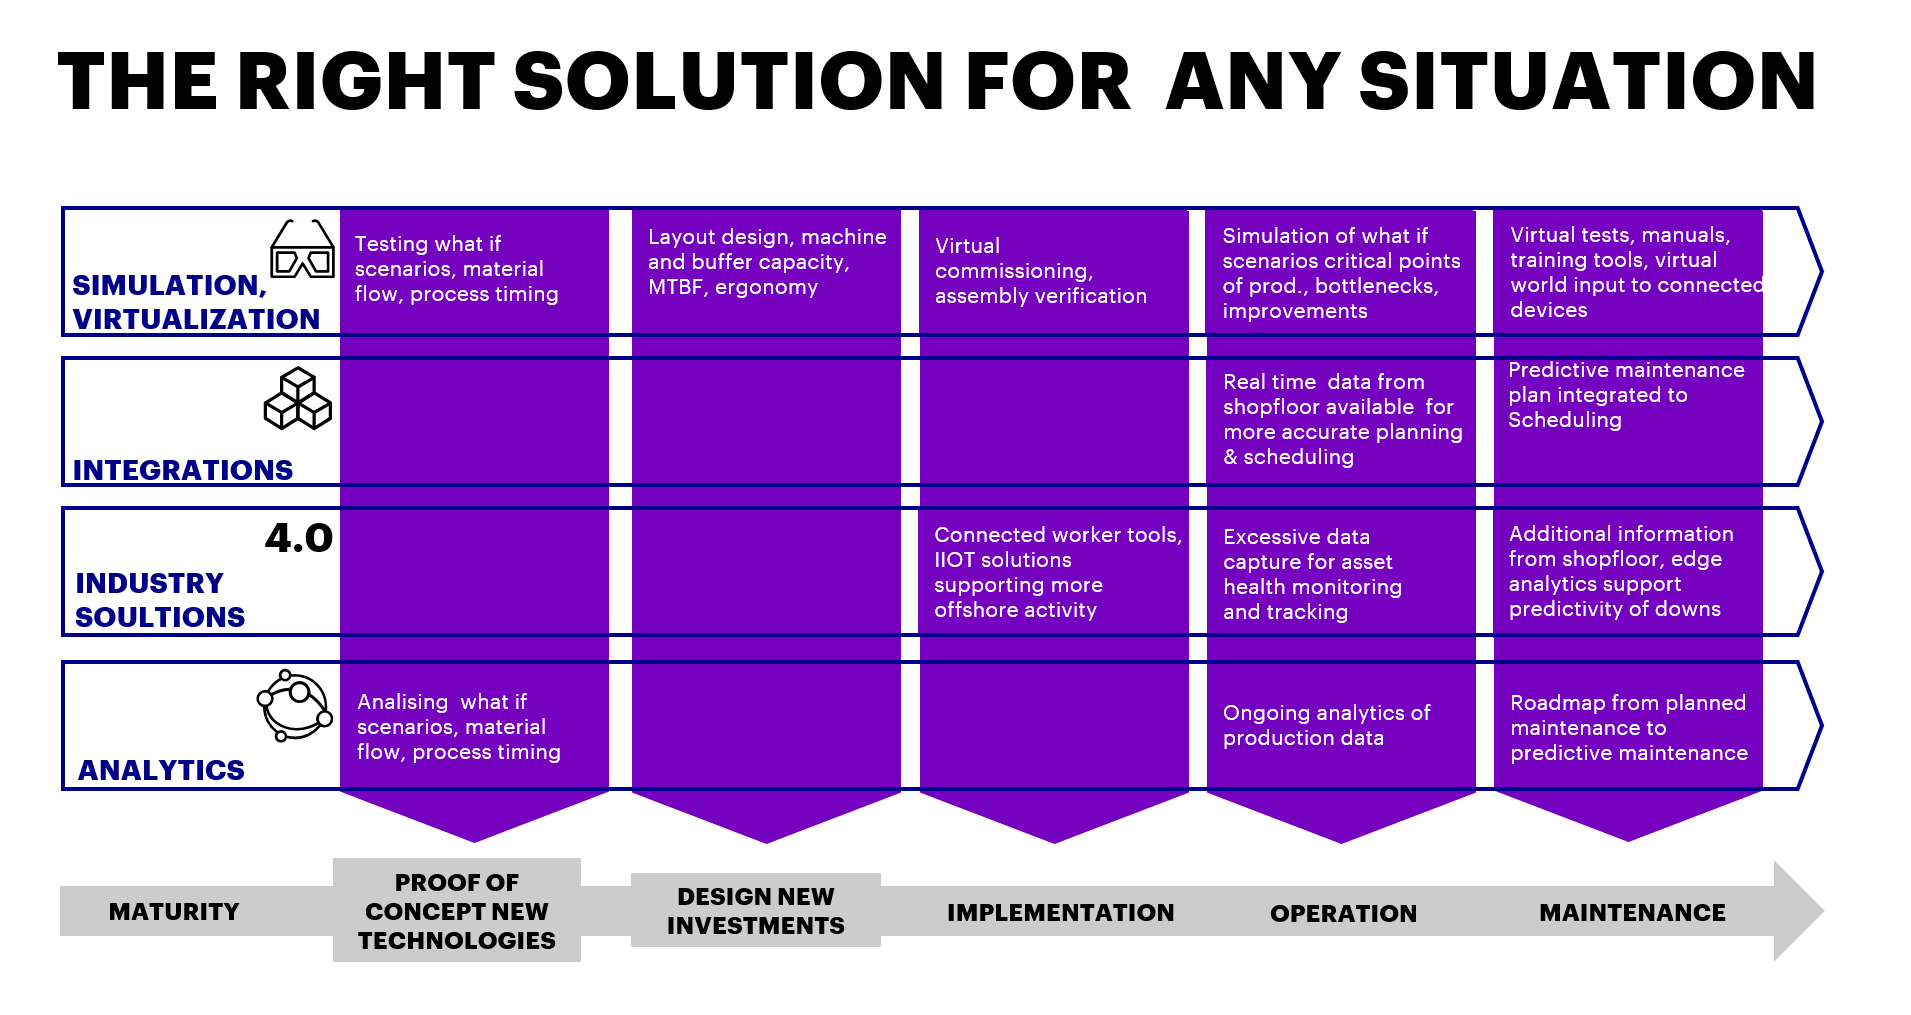 THE RIGHT SOLUTION FOR  ANY SITUATION
SIMULATION,
VIRTUALIZATION
Testing what if
scenarios, material
flow, process timing
Layout design, machine
and buffer capacity,
MTBF, ergonomy
Virtual
commissioning,
assembly verification
Simulation of what if
scenarios critical points
of prod., bottlenecks,
improvements
Virtual tests, manuals,
training tools, virtual
world input to connected
devices
INTEGRATIONS
Real time  data from
shopfloor available  for
more accurate planning
& scheduling
Predictive maintenance
plan integrated to
Scheduling
4.0
INDUSTRY
SOULTIONS
Connected worker tools,
IIOT solutions
supporting more
offshore activity
Excessive data
capture for asset
health monitoring
and tracking
Additional information
from shopfloor, edge
analytics support
predictivity of downs
ANALYTICS
Analising  what if
scenarios, material
flow, process timing
Ongoing analytics of
production data
Roadmap from planned
maintenance to
predictive maintenance
MATURITY
PROOF OF
CONCEPT NEW
TECHNOLOGIES
DESIGN NEW
INVESTMENTS
IMPLEMENTATION
OPERATION
MAINTENANCE